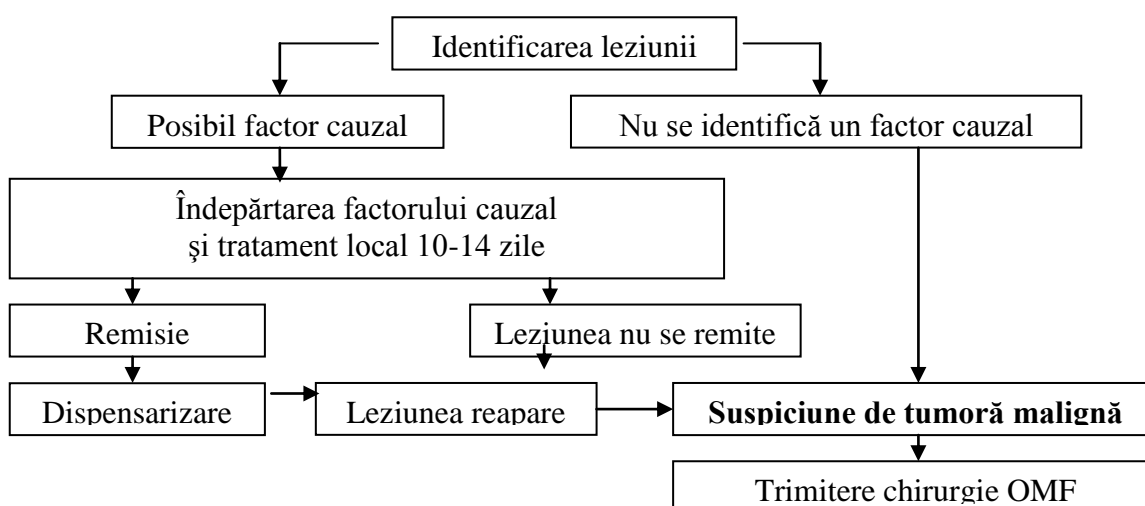 Identificarea leziunii
Posibil factor cauzal
Nu se identifică un factor cauzal
Îndepărtarea factorului cauzal
şi tratament local 10-14 zile
Remisie
Leziunea nu se remite
Dispensarizare
Leziunea reapare
Suspiciune de tumoră malignă
Trimitere chirurgie OMF